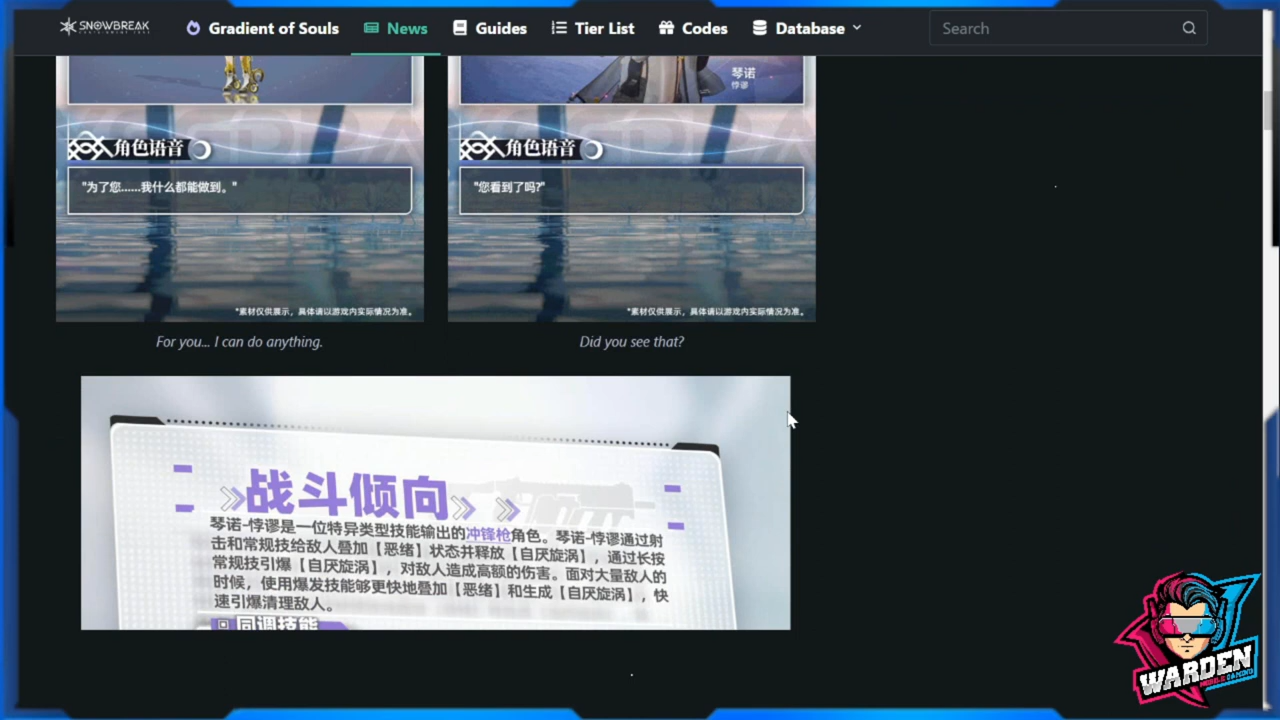 SNOWBREAK
Gradient of Souls
News
Guides
Tier List
Codes
Database
Search
琴诺
悖谬
角色语音
角色语音
"为了您......我什么都能做到。"
"您看到了吗?"
*素材仅供展示，具体请以游戏内实际情况为准。
*素材仅供展示，具体请以游戏内实际情况为准。
For you... I can do anything.
Did you see that?
战斗倾向
琴诺-悖谬是一位特异类型技能输出的冲锋枪角色。琴诺-悖谬通过射
击和常规技给敌人叠加【恶绪】状态并释放【自厌旋涡】，通过长按
常规技引爆【自厌旋涡】，对敌人造成高额的伤害。面对大量敌人的
时候，使用爆发技能够更快地叠加【恶绪】和生成【自厌旋涡】，快
速引爆清理敌人。
同调技能
WARDEN
MOBILE GAMING